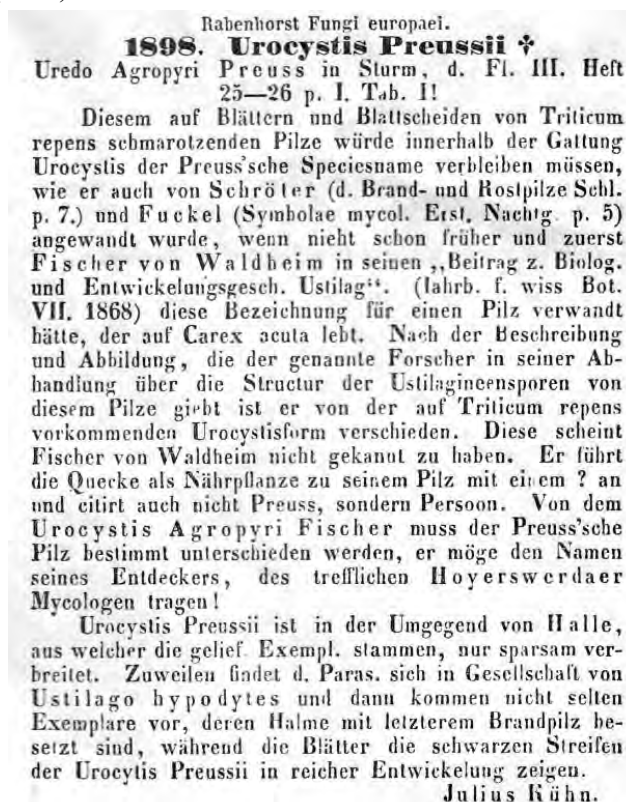 Rabenhorst Fungi europaei.
1898. Urocystis Preussii †
Uredo Agropyri Preuss in Sturm, d. Fl. III. Heft
25—26 p. I. Tab. I!
Diesem auf Blättern und Blattscheiden von Triticum
repens schmarotzenden Pilze würde innerhalb der Gattung
Urocystis der Preuss'sche Speciesname verbleiben müssen,
wie er auch von Schröter (d. Brand- und Rostpilze Schl.
p. 7.) und Fuckel (Symbolae mycol. Erst. Nachtg. p. 5)
angewandt wurde, wenn nicht schon früher und zuerst
Fischer von Waldheim in seinen „Beitrag z. Biolog.
und Entwickelungsgesch. Ustilag“. (Iahrb. f. wiss Bot.
VII. 1868) diese Bezeichnung für einen Pilz verwandt
hätte, der auf Carex acuta lebt. Nach der Beschreibung
und Abbildung, die der genannte Forscher in seiner Ab-
handlung über die Structur der Ustilagineensporen von
diesem Pilze giebt ist er von der auf Triticum repens
vorkommenden Urocystisform verschieden. Diese scheint
Fischer von Waldheim nicht gekannt zu haben. Er führt
die Quecke als Nährpflanze zu seinem Pilz mit einem ? an
und citirt auch nicht Preuss, sondern Persoon. Von dem
Urocystis Agropyri Fischer muss der Preuss'sche
Pilz bestimmt unterschieden werden, er möge den Namen
seines Entdeckers, des trefflichen Hoyerswerdaer
Mycologen tragen!
Urocystis Preussii ist in der Umgegend von Halle,
aus welcher die gelief. Exempl. stammen, nur sparsam ver-
breitet. Zuweilen findet d. Paras. sich in Gesellschaft von
Ustilago hypodytes und dann kommen nicht selten
Exemplare vor, deren Halme mit letzterem Brandpilz be-
setzt sind, während die Blätter die schwarzen Streifen
der Urocytis Preussii in reicher Entwickelung zeigen.
Julius Kühn.